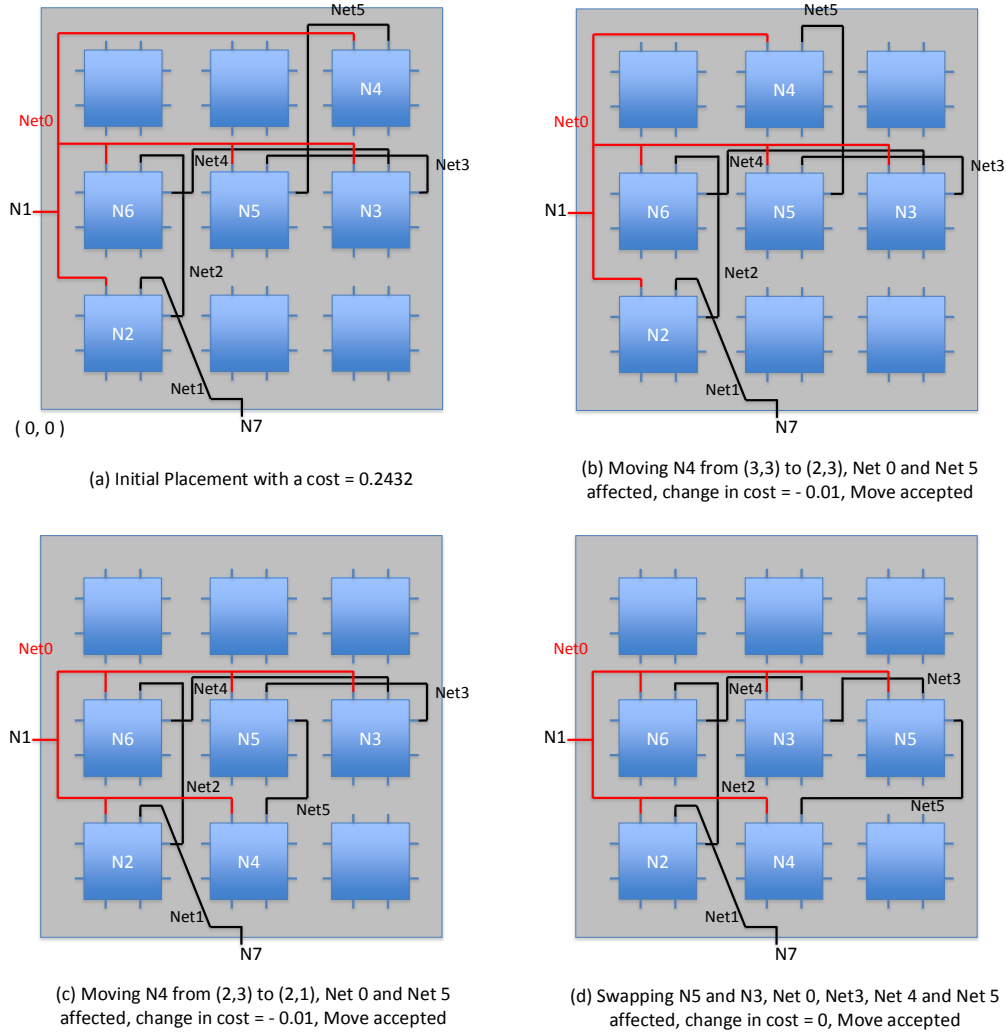 Net5
N4
Net0
Net4
Net3
N6
N5
N3
N1
Net2
N2
Net1
( 0, 0 )
N7
(a) Initial Placement with a cost = 0.2432
Net5
N4
Net0
Net4
Net3
N6
N5
N3
N1
Net2
N2
Net1
N7
(b) Moving N4 from (3,3) to (2,3), Net 0 and Net 5
affected, change in cost = - 0.01, Move accepted
Net0
Net4
Net3
N6
N5
N3
N1
Net2
Net5
N2
N4
Net1
N7
(c) Moving N4 from (2,3) to (2,1), Net 0 and Net 5
affected, change in cost = - 0.01, Move accepted
Net0
Net4
Net3
N6
N3
N5
N1
Net2
Net5
N2
N4
Net1
N7
(d) Swapping N5 and N3, Net 0, Net3, Net 4 and Net 5
affected, change in cost = 0, Move accepted